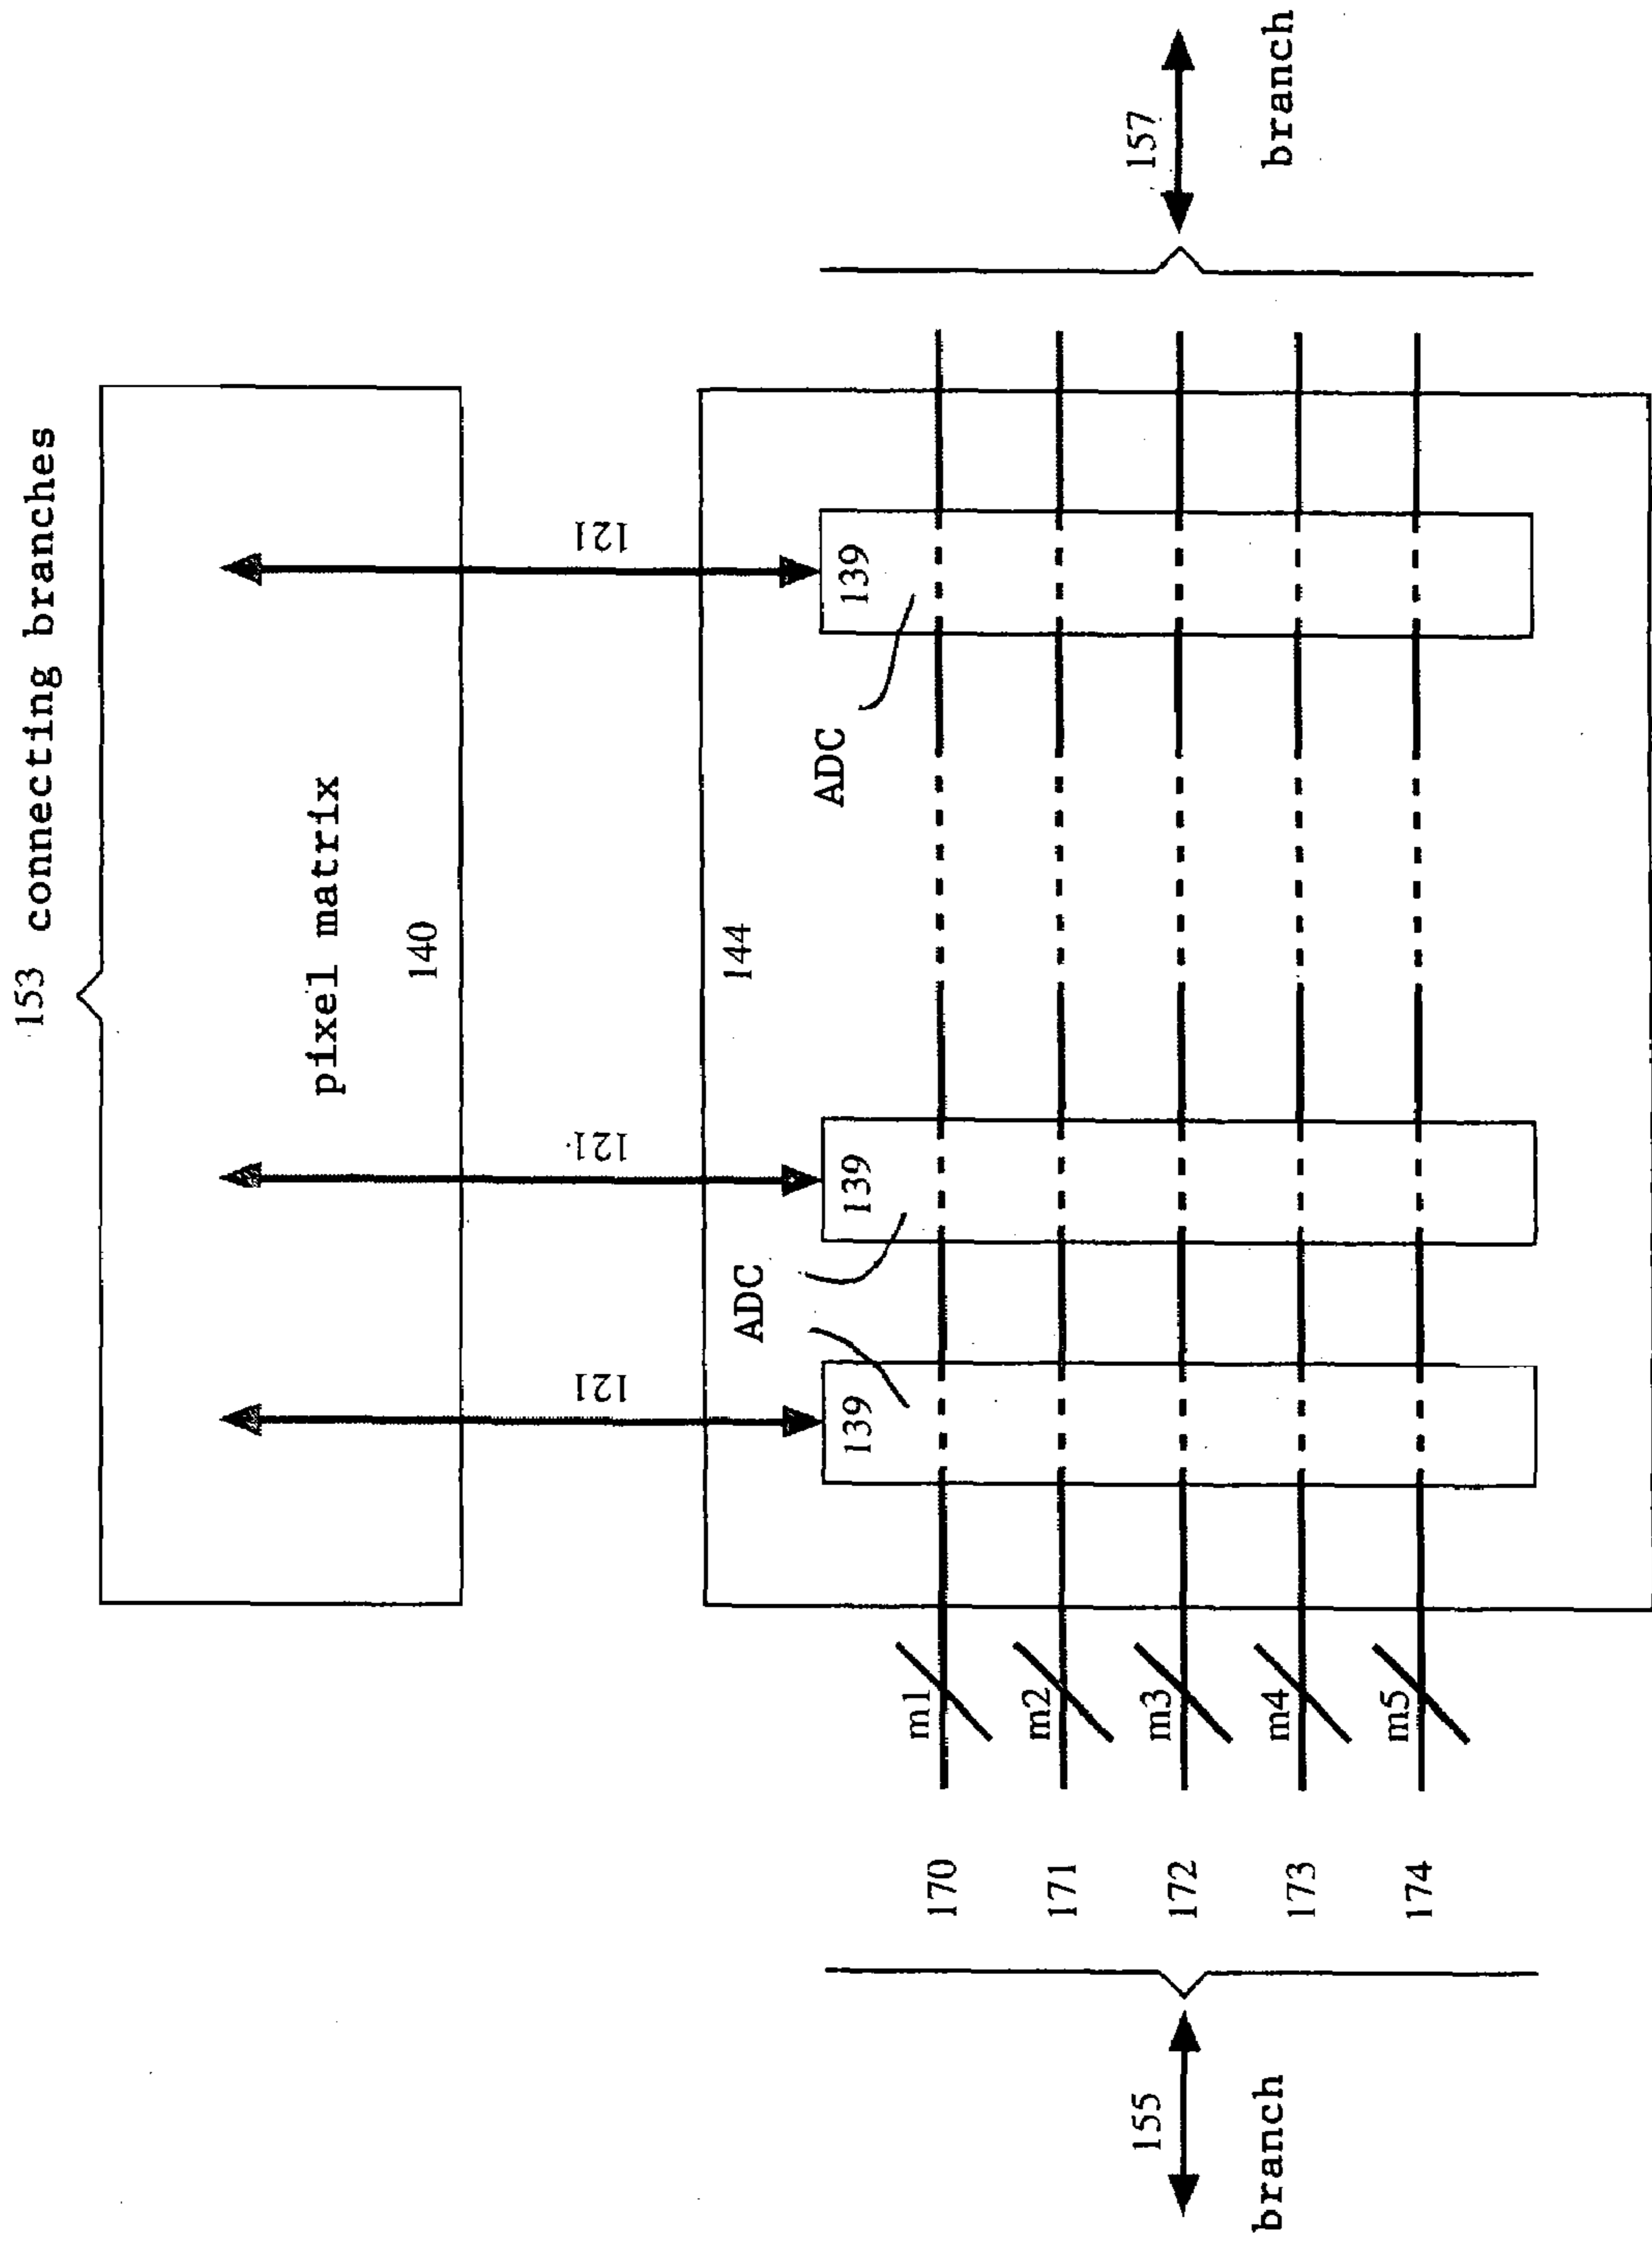 153 connecting branches
pixel matrix
140
121
121
121
144
ADC
ADC
139
139
139
m1
m2
m3
m4
m5
170
171
172
173
174
155
branch
157
branch